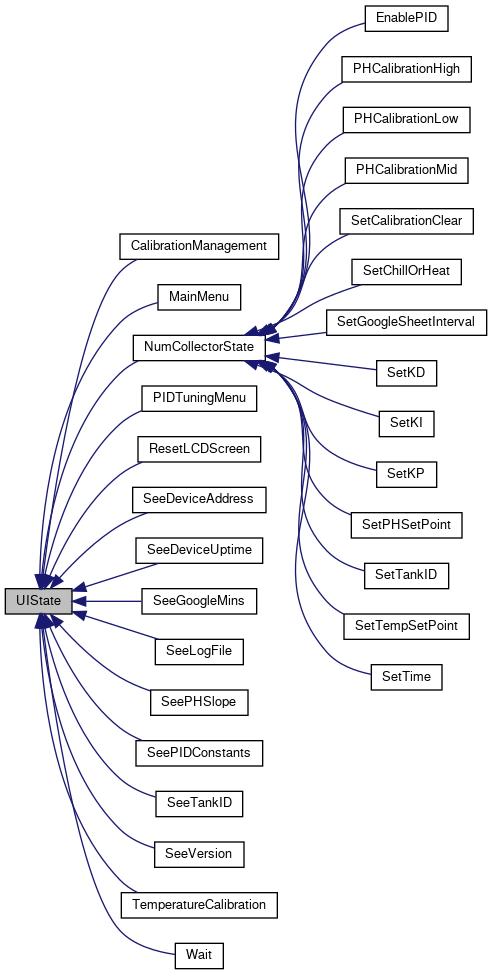 EnablePID
PHCalibrationHigh
PHCalibrationLow
PHCalibrationMid
SetCalibrationClear
CalibrationManagement
SetChillOrHeat
MainMenu
SetGoogleSheetInterval
NumCollectorState
SetKD
PIDTuningMenu
SetKI
ResetLCDScreen
SetKP
SeeDeviceAddress
SetPHSetPoint
SeeDeviceUptime
SetTankID
UIState
SeeGoogleMins
SetTempSetPoint
SeeLogFile
SetTime
SeePHSlope
SeePIDConstants
SeeTankID
SeeVersion
TemperatureCalibration
Wait